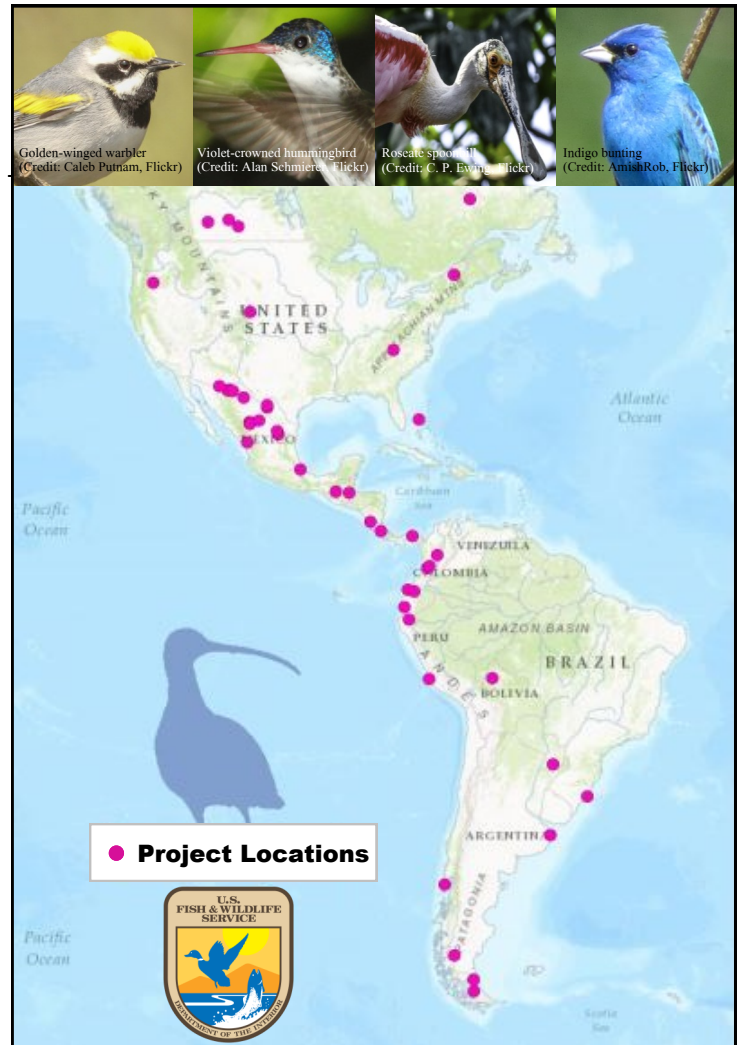 Golden-winged warbler
(Credit: Caleb Putnam, Flickr)
Violet-crowned hummingbird
(Credit: Alan Schmierer, Flickr)
Roseate spoonbill
(Credit: C. P. Ewing, Flickr)
Indigo bunting
(Credit: AmishRob, Flickr)
ROCKY MOUNTAINS
UNITED
STATES
APPALACHIAN MTNS
Atlantic
Ocean
MEXICO
Caribbean
Sea
Pacific
Ocean
VENEZUELA
COLOMBIA
AMAZON BASIN
PERU
BRAZIL
ANDES
BOLIVIA
Project Locations
ARGENTINA
PATAGONIA
U.S.
FISH & WILDLIFE
SERVICE
DEPARTMENT OF THE INTERIOR
Pacific
Ocean
Scotia
Sea